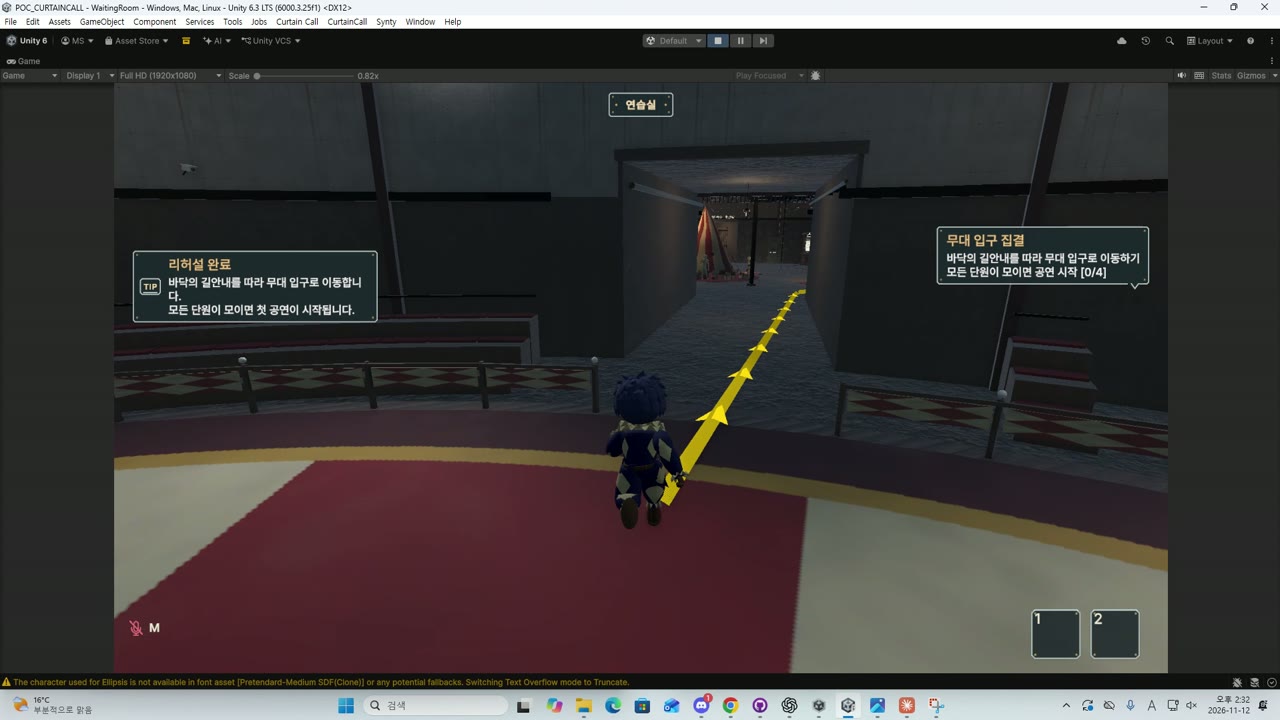 POC_CURTAINCALL - WaitingRoom - Windows, Mac, Linux - Unity 6.3 LTS (6000.3.25f1) <DX12>
File Edit Assets GameObject Component Services Tools Jobs Curtain Call CurtainCall Synty Window Help
Unity 6 MS Asset Store AI Unity VCS Default Layout
Game
Game Display 1 Full HD (1920x1080) Scale 0.82x Play Focused Stats Gizmos
연습실
무대 입구 집결
바닥의 길안내를 따라 무대 입구로 이동하기
모든 단원이 모이면 공연 시작 [0/4]
리허설 완료
TIP
바닥의 길안내를 따라 무대 입구로 이동합니
다.
모든 단원이 모이면 첫 공연이 시작됩니다.
1 2
M
The character used for Ellipsis is not available in font asset [Pretendard-Medium SDF(Clone)] or any potential fallbacks. Switching Text Overflow mode to Truncate.
16°C
부분적으로 맑음
검색
1
A
오후 2:32
2026-11-12